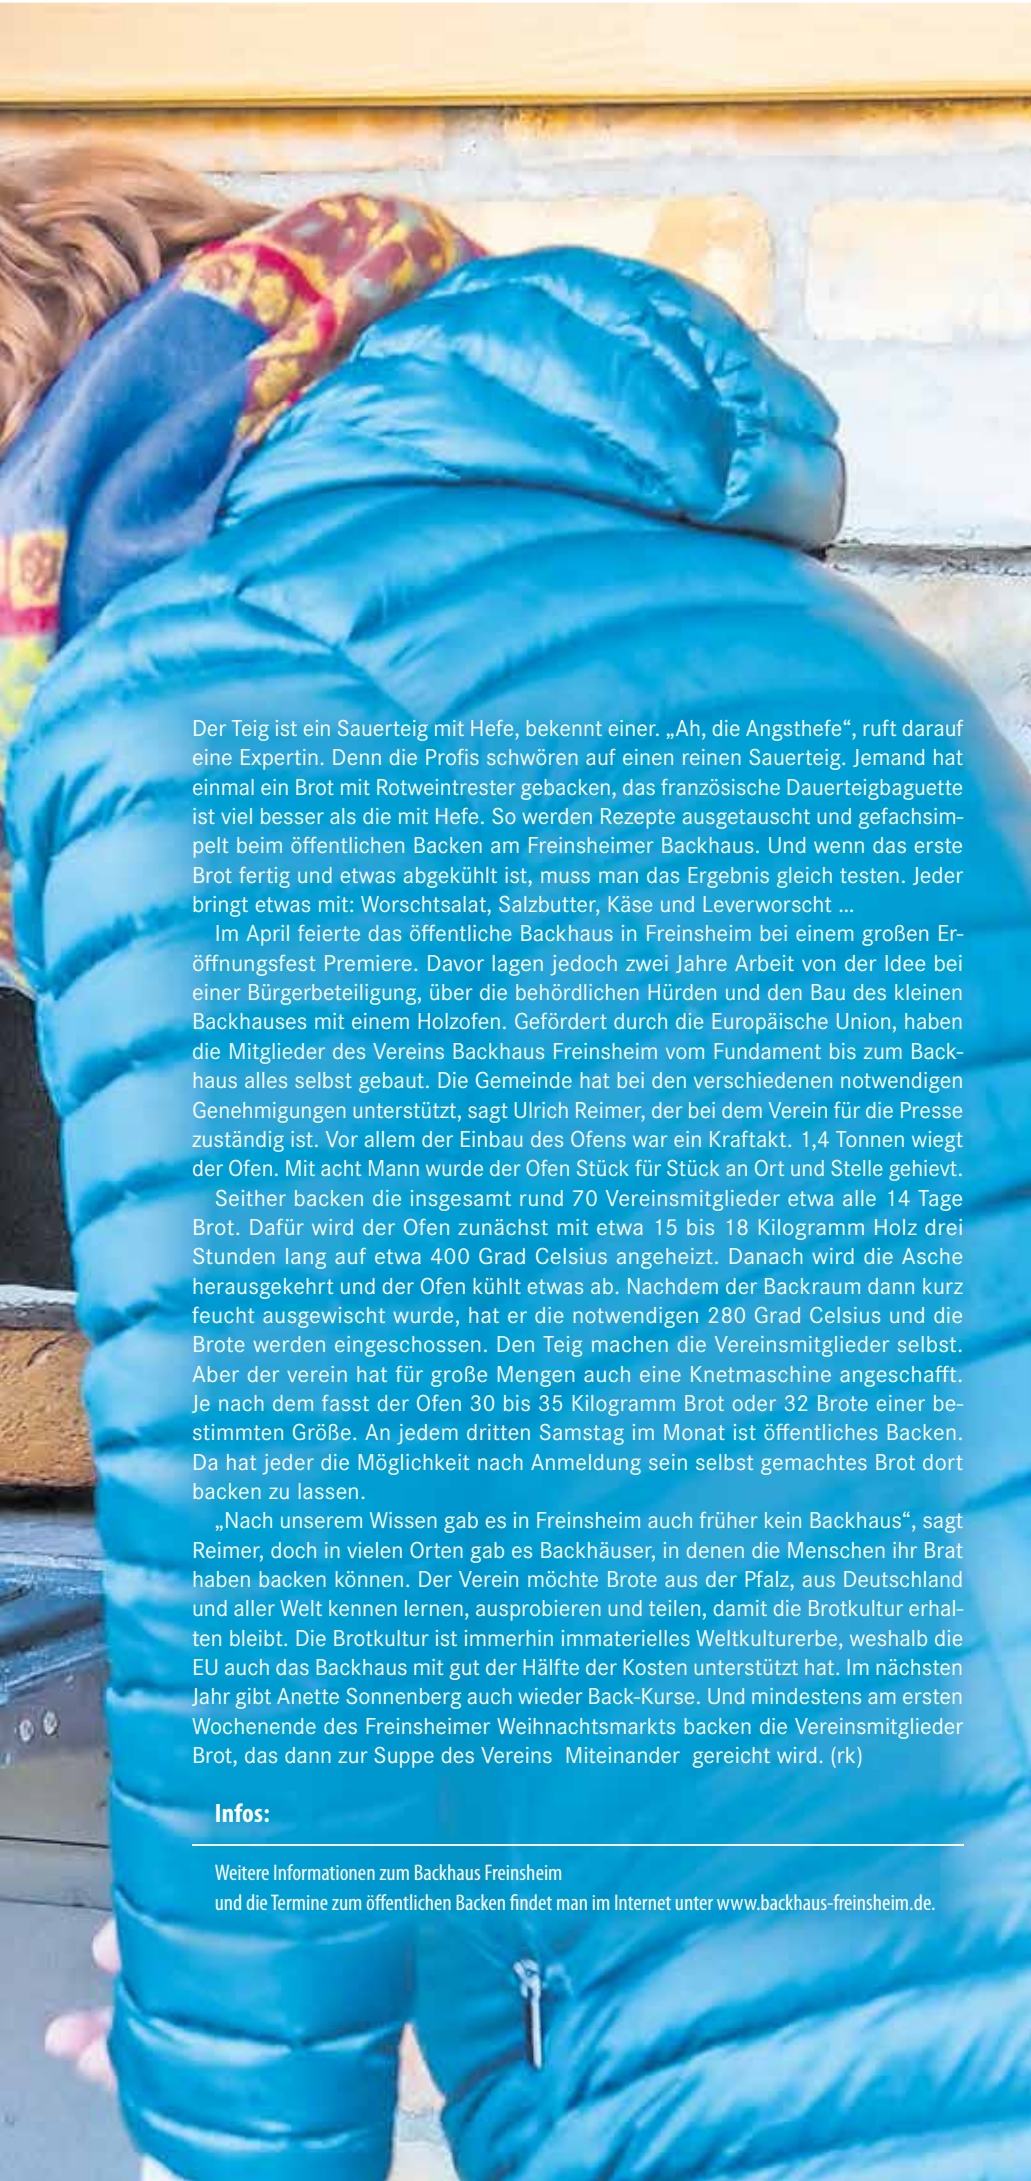 Der Teig ist ein Sauerteig mit Hefe, bekennt einer. „Ah, die Angsthefe“, ruft darauf
eine Expertin. Denn die Profis schwören auf einen reinen Sauerteig. Jemand hat
einmal ein Brot mit Rotweintrester gebacken, das französische Dauerteigbaguette
ist viel besser als die mit Hefe. So werden Rezepte ausgetauscht und gefachsim-
pelt beim öffentlichen Backen am Freinsheimer Backhaus. Und wenn das erste
Brot fertig und etwas abgekühlt ist, muss man das Ergebnis gleich testen. Jeder
bringt etwas mit: Worschtsalat, Salzbutter, Käse und Leverworscht ...
Im April feierte das öffentliche Backhaus in Freinsheim bei einem großen Er-
öffnungsfest Premiere. Davor lagen jedoch zwei Jahre Arbeit von der Idee bei
einer Bürgerbeteiligung, über die behördlichen Hürden und den Bau des kleinen
Backhauses mit einem Holzofen. Gefördert durch die Europäische Union, haben
die Mitglieder des Vereins Backhaus Freinsheim vom Fundament bis zum Back-
haus alles selbst gebaut. Die Gemeinde hat bei den verschiedenen notwendigen
Genehmigungen unterstützt, sagt Ulrich Reimer, der bei dem Verein für die Presse
zuständig ist. Vor allem der Einbau des Ofens war ein Kraftakt. 1,4 Tonnen wiegt
der Ofen. Mit acht Mann wurde der Ofen Stück für Stück an Ort und Stelle gehievt.
Seither backen die insgesamt rund 70 Vereinsmitglieder etwa alle 14 Tage
Brot. Dafür wird der Ofen zunächst mit etwa 15 bis 18 Kilogramm Holz drei
Stunden lang auf etwa 400 Grad Celsius angeheizt. Danach wird die Asche
herausgekehrt und der Ofen kühlt etwas ab. Nachdem der Backraum dann kurz
feucht ausgewischt wurde, hat er die notwendigen 280 Grad Celsius und die
Brote werden eingeschossen. Den Teig machen die Vereinsmitglieder selbst.
Aber der verein hat für große Mengen auch eine Knetmaschine angeschafft.
Je nach dem fasst der Ofen 30 bis 35 Kilogramm Brot oder 32 Brote einer be-
stimmten Größe. An jedem dritten Samstag im Monat ist öffentliches Backen.
Da hat jeder die Möglichkeit nach Anmeldung sein selbst gemachtes Brot dort
backen zu lassen.
„Nach unserem Wissen gab es in Freinsheim auch früher kein Backhaus“, sagt
Reimer, doch in vielen Orten gab es Backhäuser, in denen die Menschen ihr Brat
haben backen können. Der Verein möchte Brote aus der Pfalz, aus Deutschland
und aller Welt kennen lernen, ausprobieren und teilen, damit die Brotkultur erhal-
ten bleibt. Die Brotkultur ist immerhin immaterielles Weltkulturerbe, weshalb die
EU auch das Backhaus mit gut der Hälfte der Kosten unterstützt hat. Im nächsten
Jahr gibt Anette Sonnenberg auch wieder Back-Kurse. Und mindestens am ersten
Wochenende des Freinsheimer Weihnachtsmarkts backen die Vereinsmitglieder
Brot, das dann zur Suppe des Vereins Miteinander gereicht wird. (rk)
Infos:
Weitere Informationen zum Backhaus Freinsheim
und die Termine zum öffentlichen Backen findet man im Internet unter www.backhaus-freinsheim.de.